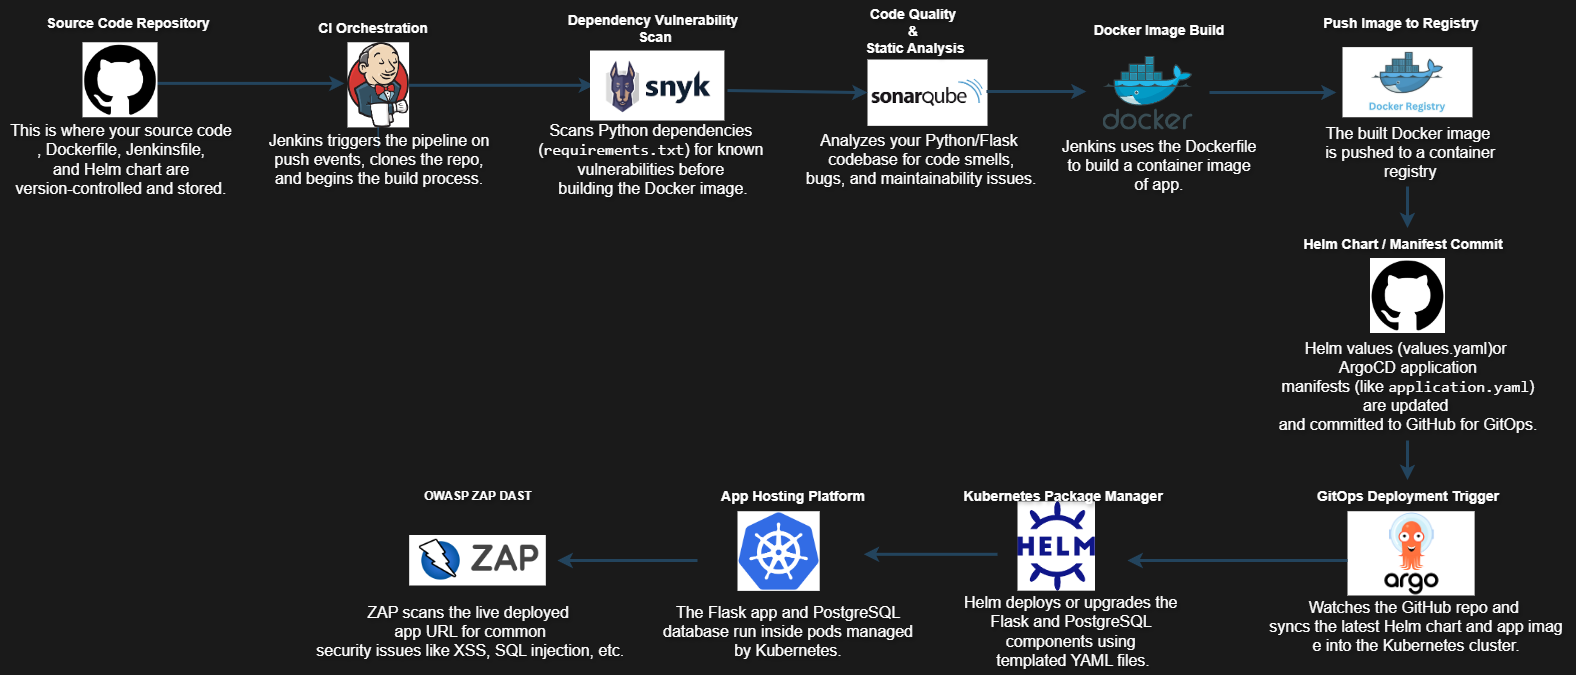 Source Code Repository
This is where your source code
, Dockerfile, Jenkinsfile,
and Helm chart are
version-controlled and stored.
CI Orchestration
Jenkins triggers the pipeline on
push events, clones the repo,
and begins the build process.
Dependency Vulnerability
Scan
snyk
Scans Python dependencies
(requirements.txt) for known
vulnerabilities before
building the Docker image.
Code Quality
&
Static Analysis
sonarqube
Analyzes your Python/Flask
codebase for code smells,
bugs, and maintainability issues.
Docker Image Build
docker
Jenkins uses the Dockerfile
to build a container image
of app.
Push Image to Registry
Docker Registry
The built Docker image
is pushed to a container
registry
Helm Chart / Manifest Commit
Helm values (values.yaml)or
ArgoCD application
manifests (like application.yaml)
are updated
and committed to GitHub for GitOps.
GitOps Deployment Trigger
argo
Watches the GitHub repo and
syncs the latest Helm chart and app imag
e into the Kubernetes cluster.
Kubernetes Package Manager
HELM
Helm deploys or upgrades the
Flask and PostgreSQL
components using
templated YAML files.
App Hosting Platform
The Flask app and PostgreSQL
database run inside pods managed
by Kubernetes.
OWASP ZAP DAST
ZAP
ZAP scans the live deployed
app URL for common
security issues like XSS, SQL injection, etc.